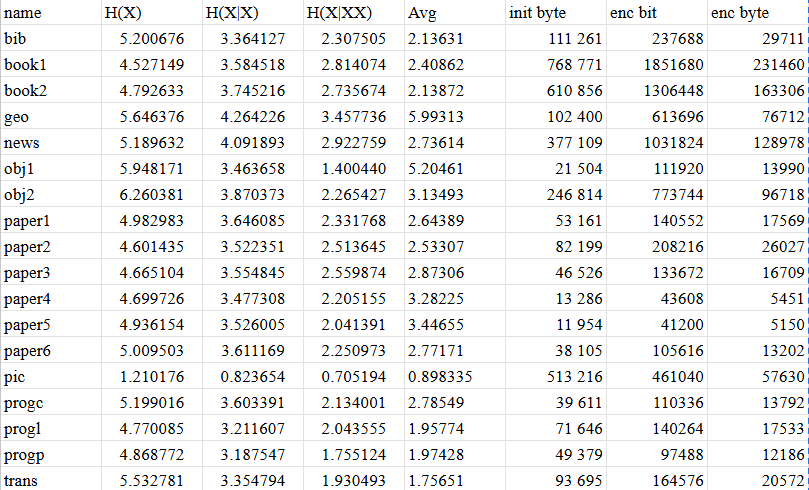 name H(X) H(X|X) H(X|XX) Avg init byte enc bit enc byte
bib 5.200676 3.364127 2.307505 2.13631 111 261 237688 29711
book1 4.527149 3.584518 2.814074 2.40862 768 771 1851680 231460
book2 4.792633 3.745216 2.735674 2.13872 610 856 1306448 163306
geo 5.646376 4.264226 3.457736 5.99313 102 400 613696 76712
news 5.189632 4.091893 2.922759 2.73614 377 109 1031824 128978
obj1 5.948171 3.463658 1.400440 5.20461 21 504 111920 13990
obj2 6.260381 3.870373 2.265427 3.13493 246 814 773744 96718
paper1 4.982983 3.646085 2.331768 2.64389 53 161 140552 17569
paper2 4.601435 3.522351 2.513645 2.53307 82 199 208216 26027
paper3 4.665104 3.554845 2.559874 2.87306 46 526 133672 16709
paper4 4.699726 3.477308 2.205155 3.28225 13 286 43608 5451
paper5 4.936154 3.526005 2.041391 3.44655 11 954 41200 5150
paper6 5.009503 3.611169 2.250973 2.77171 38 105 105616 13202
pic 1.210176 0.823654 0.705194 0.898335 513 216 461040 57630
progc 5.199016 3.603391 2.134001 2.78549 39 611 110336 13792
progl 4.770085 3.211607 2.043555 1.95774 71 646 140264 17533
progp 4.868772 3.187547 1.755124 1.97428 49 379 97488 12186
trans 5.532781 3.354794 1.930493 1.75651 93 695 164576 20572